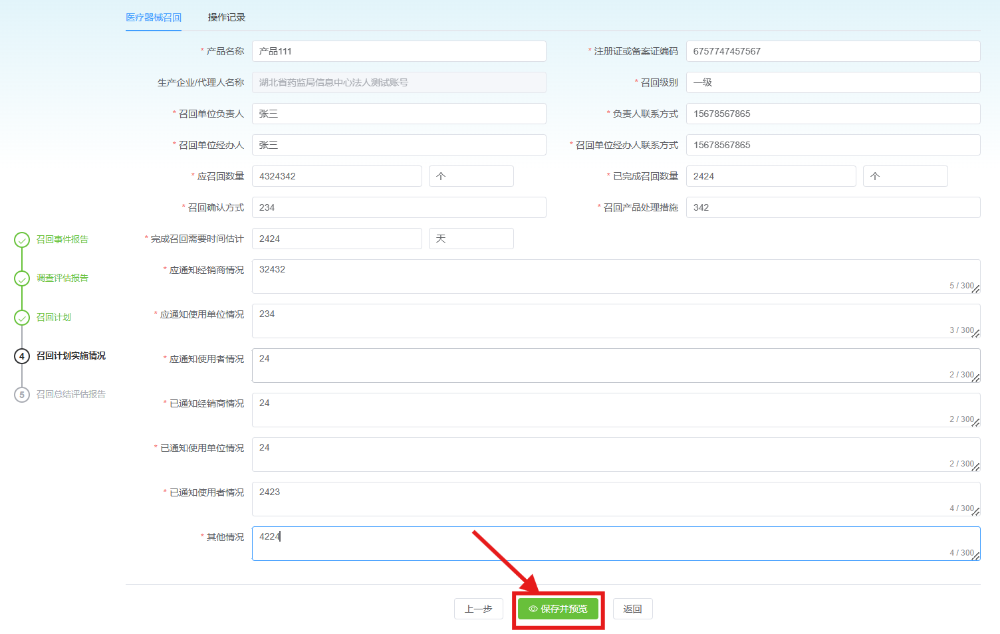 医疗器械召回 操作记录
* 产品名称 产品111 * 注册证或备案证编码 6757747457567
生产企业/代理人名称 湖北省药监局信息中心法人测试账号 * 召回级别 一级
* 召回单位负责人 张三 * 负责人联系方式 15678567865
* 召回单位经办人 张三 * 召回单位经办人联系方式 15678567865
* 应召回数量 4324342 个 * 已完成召回数量 2424 个
* 召回确认方式 234 * 召回产品处理措施 342
* 完成召回需要时间估计 2424 天
* 应通知经销商情况 32432
5 / 300
* 应通知使用单位情况 234
3 / 300
* 应通知使用者情况 24
2 / 300
* 已通知经销商情况 24
2 / 300
* 已通知使用单位情况 24
2 / 300
* 已通知使用者情况 2423
4 / 300
* 其他情况 4224
4 / 300
召回事件报告
调查评估报告
召回计划
4 召回计划实施情况
5 召回总结评估报告
上一步 保存并预览 返回